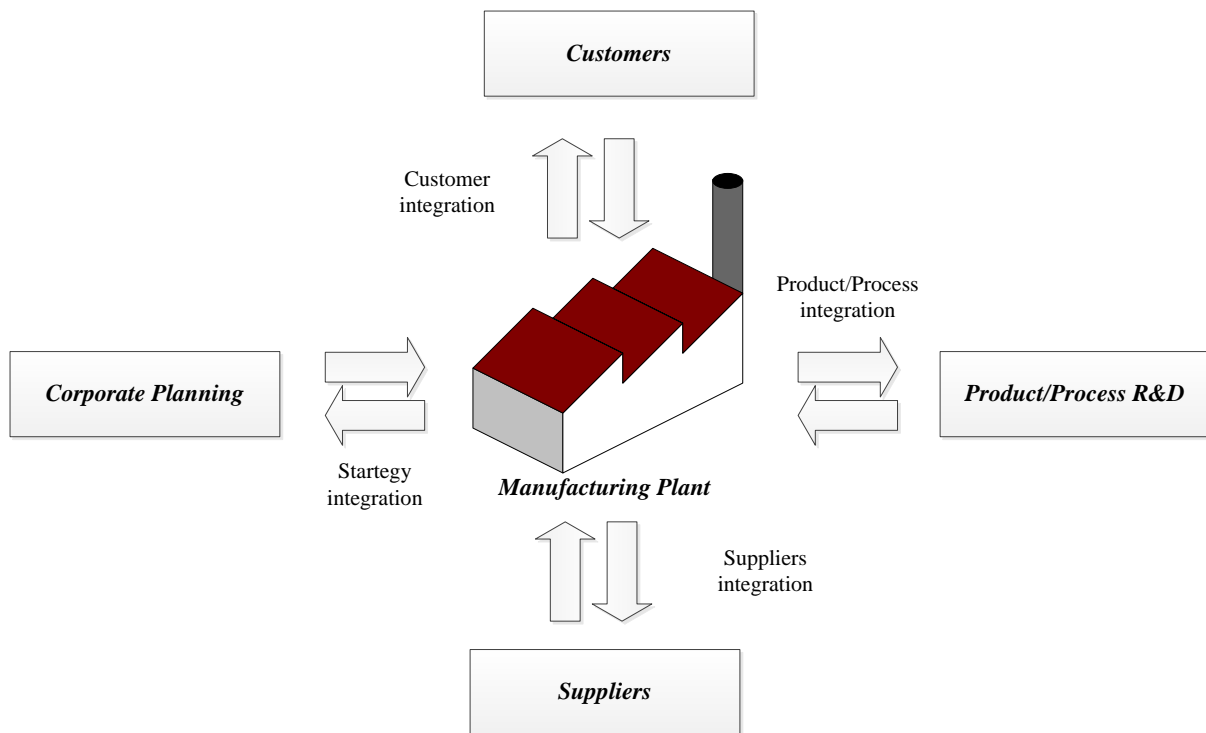 Customers
Customer
integration
Product/Process
integration
Corporate Planning
Product/Process R&D
Startegy
integration
Manufacturing Plant
Suppliers
integration
Suppliers